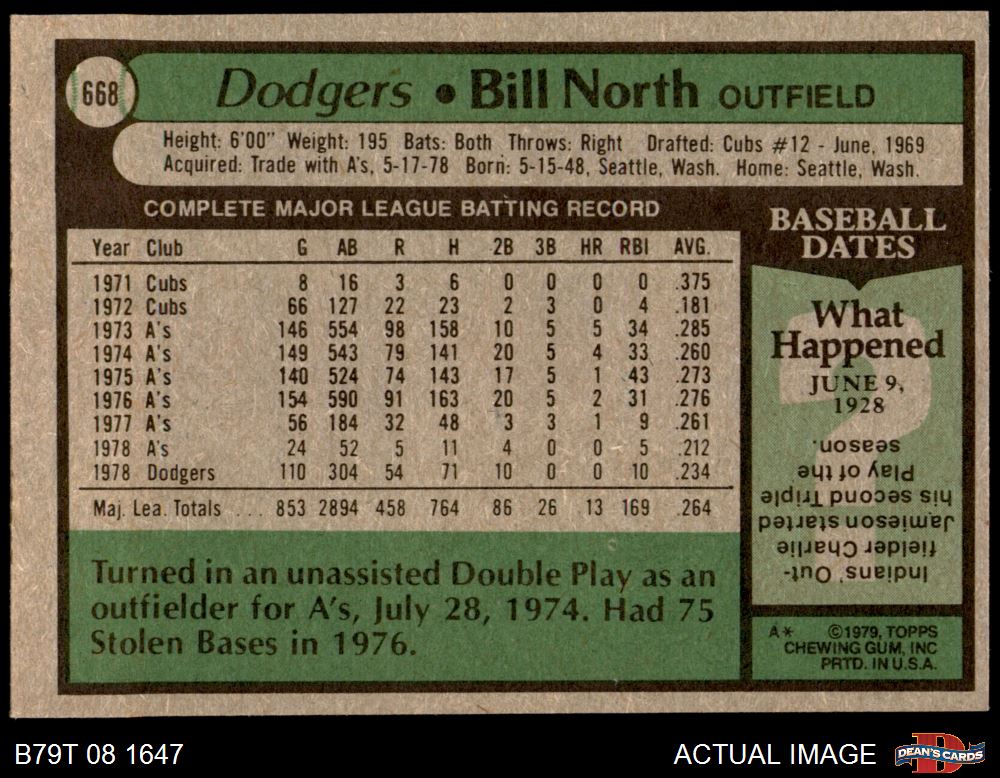 668
Dodgers • Bill North OUTFIELD
Height: 6'00" Weight: 195 Bats: Both Throws: Right Drafted: Cubs #12 - June, 1969
Acquired: Trade with A's, 5-17-78 Born: 5-15-48, Seattle, Wash. Home: Seattle, Wash.
COMPLETE MAJOR LEAGUE BATTING RECORD
Year Club G AB R H 2B 3B HR RBI AVG.
1971 Cubs 8 16 3 6 0 0 0 0 .375
1972 Cubs 66 127 22 23 2 3 0 4 .181
1973 A's 146 554 98 158 10 5 5 34 .285
1974 A's 149 543 79 141 20 5 4 33 .260
1975 A's 140 524 74 143 17 5 1 43 .273
1976 A's 154 590 91 163 20 5 2 31 .276
1977 A's 56 184 32 48 3 3 1 9 .261
1978 A's 24 52 5 11 4 0 0 5 .212
1978 Dodgers 110 304 54 71 10 0 0 10 .234
Maj. Lea. Totals ... 853 2894 458 764 86 26 13 169 .264
Turned in an unassisted Double Play as an
outfielder for A's, July 28, 1974. Had 75
Stolen Bases in 1976.
BASEBALL
DATES
What
Happened
JUNE 9,
1928
Indians' Out-
fielder Charlie
Jamieson started
his second Triple
Play of the
season.
A* ©1979, TOPPS
CHEWING GUM, INC
PRTD. IN U.S.A.
B79T 08 1647
ACTUAL IMAGE
DEAN'S CARDS